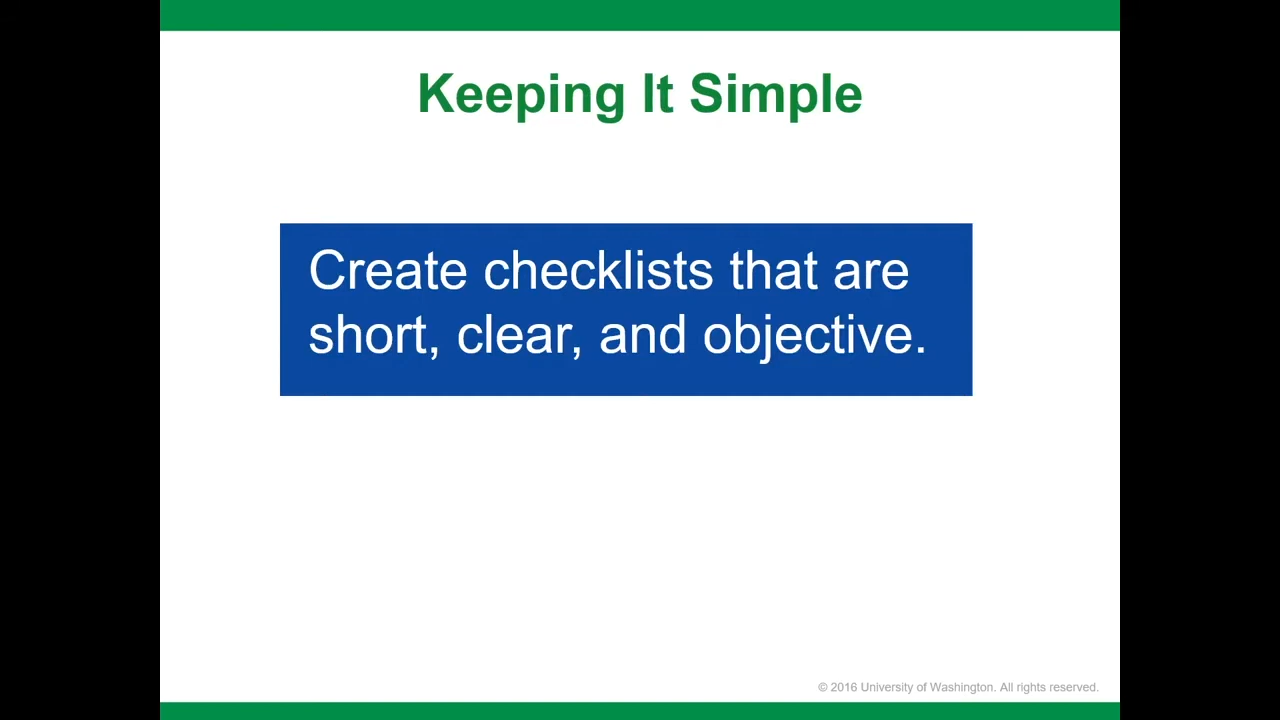 Keeping It Simple
Create checklists that are
short, clear, and objective.
© 2016 University of Washington. All rights reserved.